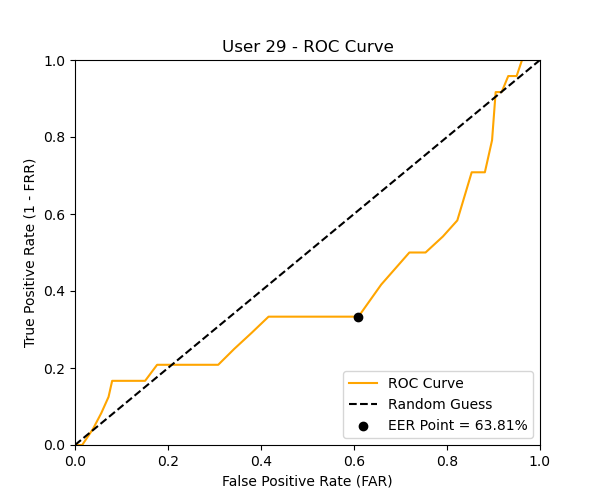 User 29 - ROC Curve
True Positive Rate (1 - FRR)
1.0
0.8
0.6
0.4
0.2
0.0
ROC Curve
Random Guess
EER Point = 63.81%
0.0 0.2 0.4 0.6 0.8 1.0
False Positive Rate (FAR)